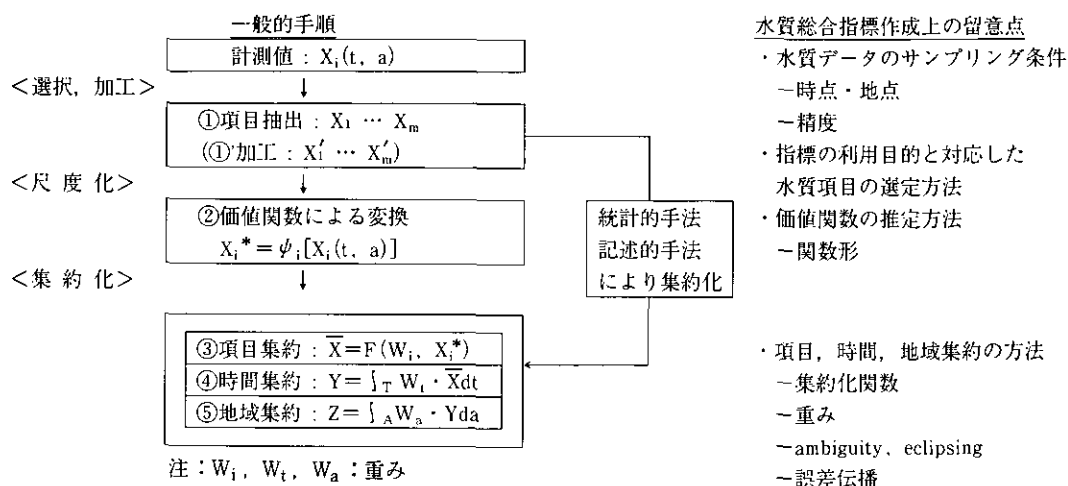 一般的手順
計測値 : Xi(t, a)
<選択, 加工>
①項目抽出 : X1 … Xm
(①'加工 : X1′ … Xm′)
<尺 度 化>
②価値関数による変換
Xi* = ψi[Xi(t, a)]
<集 約 化>
統計的手法
記述的手法
により集約化
③項目集約 : X̅=F(Wi, Xi*)
④時間集約 : Y=∫T Wt・X̅dt
⑤地域集約 : Z=∫A Wa・Yda
注：Wi, Wt, Wa：重み
水質総合指標作成上の留意点
・水質データのサンプリング条件
－時点・地点
－精度
・指標の利用目的と対応した
水質項目の選定方法
・価値関数の推定方法
－関数形
・項目, 時間, 地域集約の方法
－集約化関数
－重み
－ambiguity, eclipsing
－誤差伝播